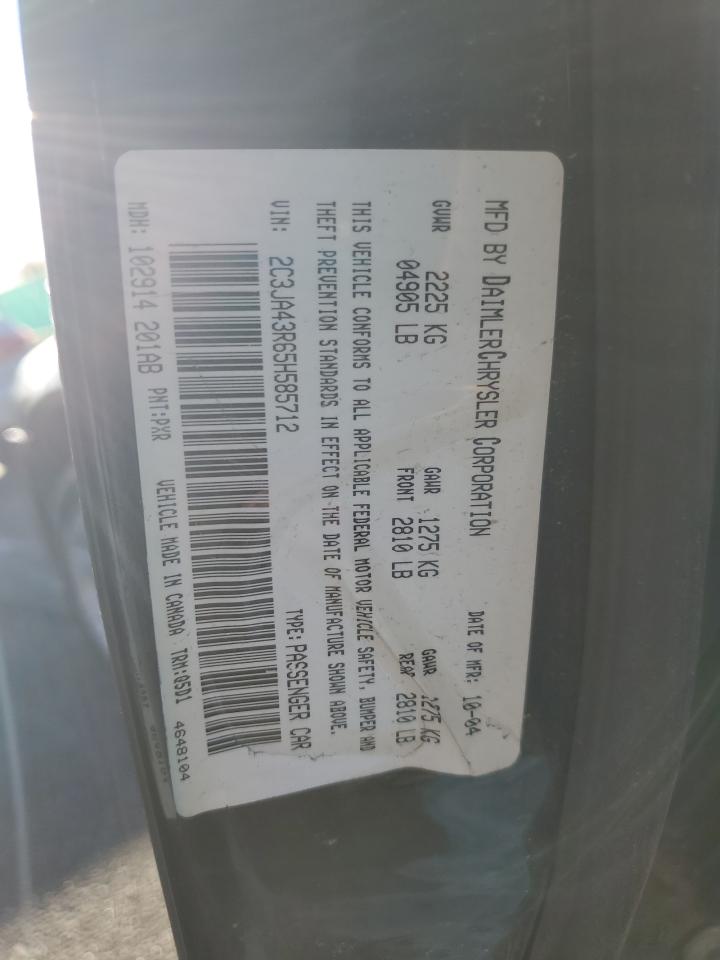 MFD BY DAIMLERCHRYSLER CORPORATION DATE OF MFR: 10-04
GVWR 2225 KG GAWR 1275 KG GAWR 1275 KG
04905 LB FRONT 2810 LB REAR 2810 LB
THIS VEHICLE CONFORMS TO ALL APPLICABLE FEDERAL MOTOR VEHICLE SAFETY, BUMPER AND
THEFT PREVENTION STANDARDS IN EFFECT ON THE DATE OF MANUFACTURE SHOWN ABOVE.
VIN: 2C3JA43R65H585712 TYPE: PASSENGER CAR
MDH: 102914 201AB PNT:PXR VEHICLE MADE IN CANADA TRM:Q5D1
4648104